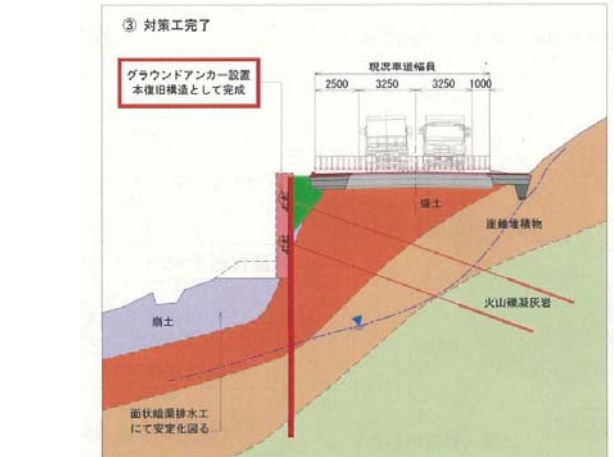 ③ 対策工完了
グラウンドアンカー設置
本復旧構造として完成
現況車道幅員
2500 3250 3250 1000
盛土
崖錐堆積物
火山礫凝灰岩
崩土
面状暗渠排水工
にて安定化図る